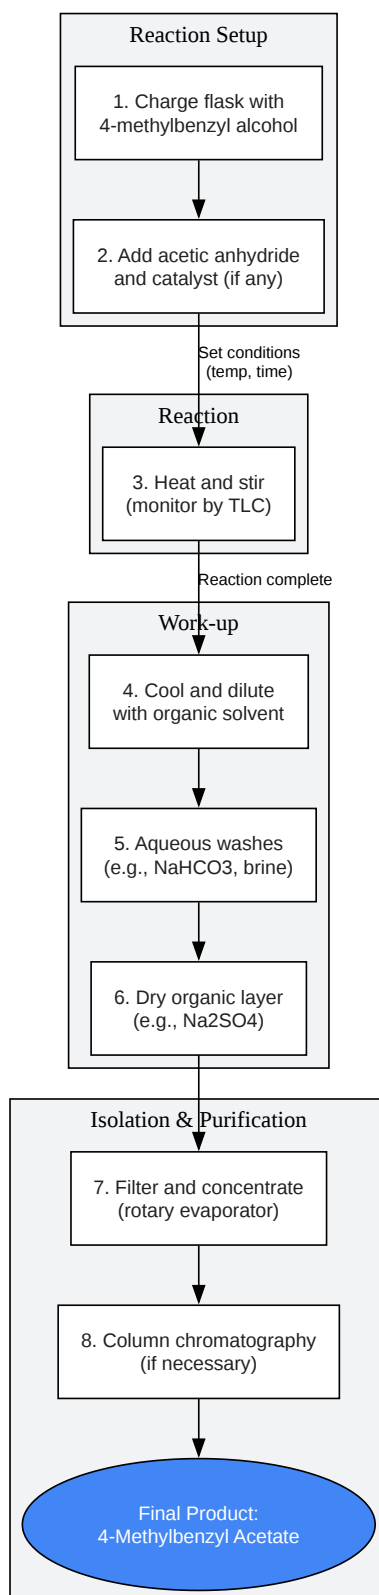 Reaction Setup
1. Charge flask with
4-methylbenzyl alcohol
2. Add acetic anhydride
and catalyst (if any)
Set conditions
(temp, time)
Reaction
3. Heat and stir
(monitor by TLC)
Reaction complete
Work-up
4. Cool and dilute
with organic solvent
5. Aqueous washes
(e.g., NaHCO3, brine)
6. Dry organic layer
(e.g., Na2SO4)
Isolation & Purification
7. Filter and concentrate
(rotary evaporator)
8. Column chromatography
(if necessary)
Final Product:
4-Methylbenzyl Acetate